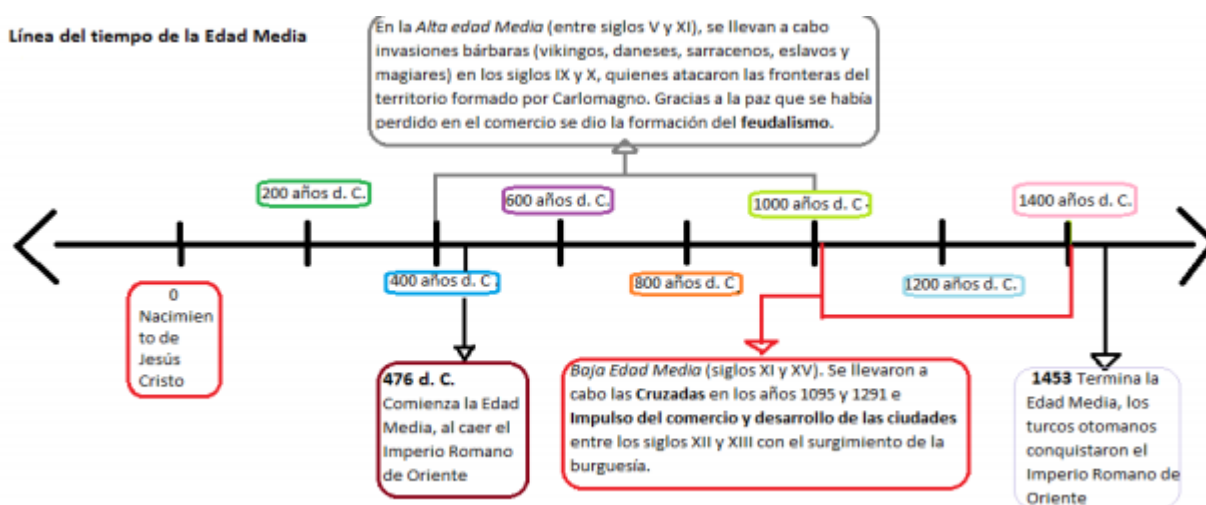 Línea del tiempo de la Edad Media
En la Alta edad Media (entre siglos V y XI), se llevan a cabo
invasiones bárbaras (vikingos, daneses, sarracenos, eslavos y
magiares) en los siglos IX y X, quienes atacaron las fronteras del
territorio formado por Carlomagno. Gracias a la paz que se había
perdido en el comercio se dio la formación del feudalismo.
200 años d. C.
600 años d. C.
1000 años d. C.
1400 años d. C.
400 años d. C.
800 años d. C
1200 años d. C.
0
Nacimien
to de
Jesús
Cristo
476 d. C.
Comienza la Edad
Media, al caer el
Imperio Romano
de Oriente
Baja Edad Media (siglos XI y XV). Se llevaron a
cabo las Cruzadas en los años 1095 y 1291 e
Impulso del comercio y desarrollo de las ciudades
entre los siglos XII y XIII con el surgimiento de la
burguesía.
1453 Termina la
Edad Media, los
turcos otomanos
conquistaron el
Imperio Romano de
Oriente